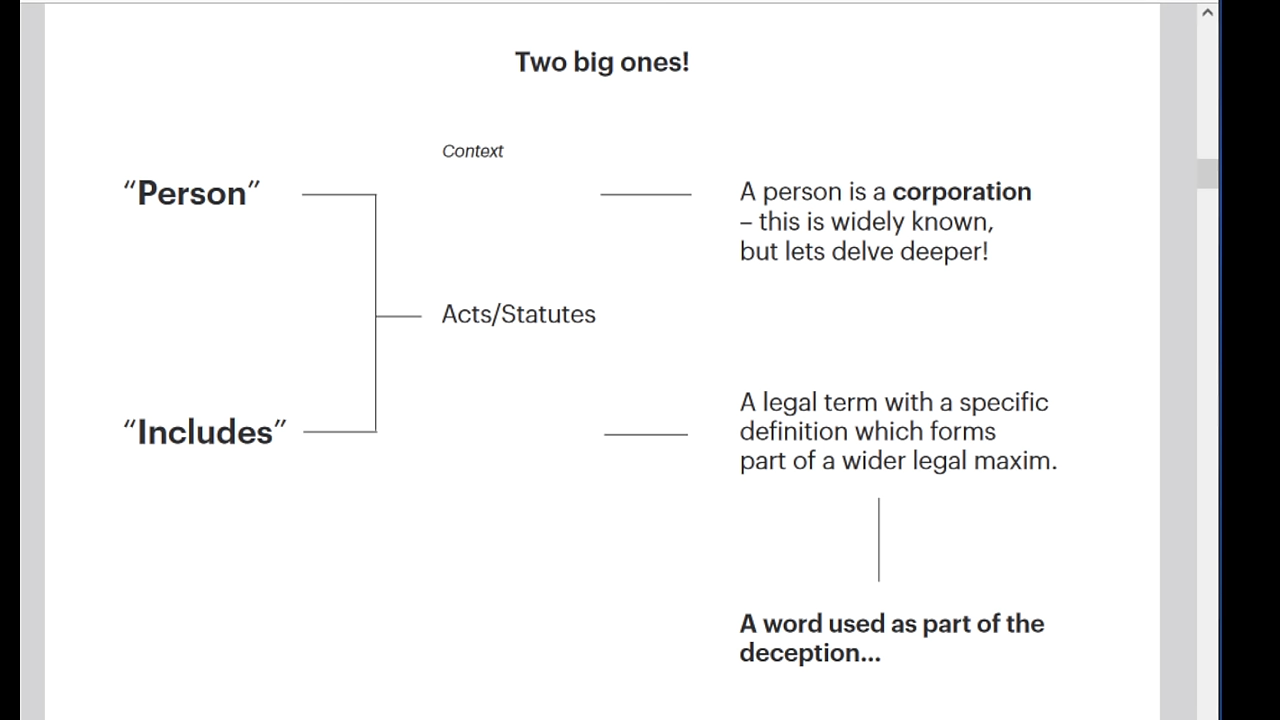 Two big ones!
Context
“Person”
A person is a corporation
– this is widely known,
but lets delve deeper!
Acts/Statutes
“Includes”
A legal term with a specific
definition which forms
part of a wider legal maxim.
A word used as part of the
deception...